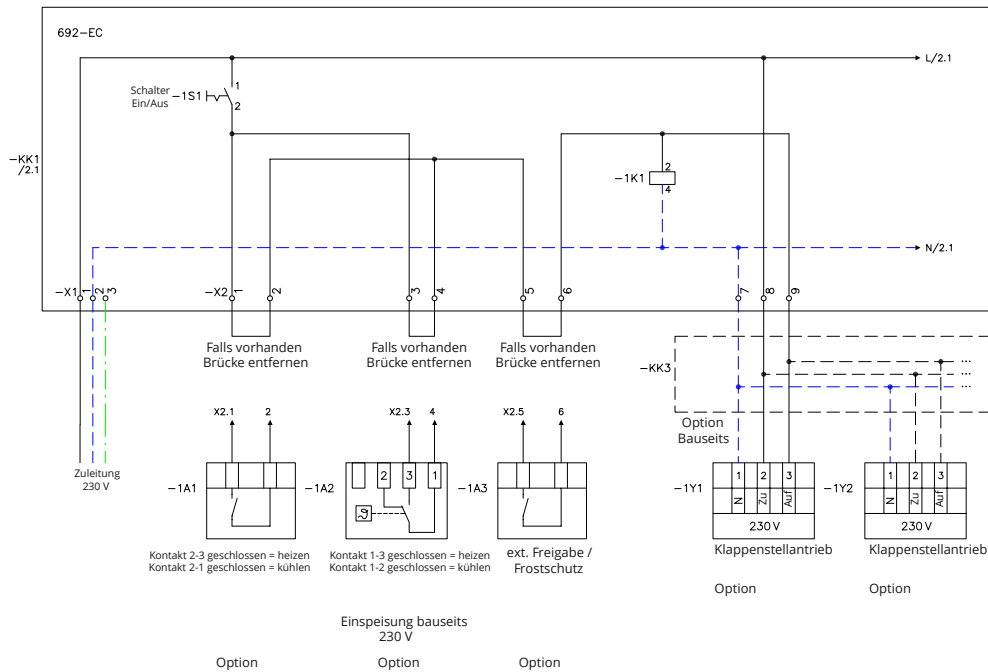 692-EC
L/2.1
Schalter
Ein/Aus
-1S1
1
2
-KK1
/2.1
-1K1
2
4
N/2.1
-X1
1
2
3
-X2
1
2
3
4
5
6
7
8
9
Falls vorhanden
Brücke entfernen
Falls vorhanden
Brücke entfernen
Falls vorhanden
Brücke entfernen
-KK3
...
...
...
Option
Bauseits
X2.1
2
X2.3
4
X2.5
6
Zuleitung
230 V
-1A1
-1A2
2
3
1
ϑ
-1A3
-1Y1
1
2
3
N
Zu
Auf
230 V
Klappenstellantrieb
-1Y2
1
2
3
N
Zu
Auf
230 V
Klappenstellantrieb
Kontakt 2-3 geschlossen = heizen
Kontakt 2-1 geschlossen = kühlen
Kontakt 1-3 geschlossen = heizen
Kontakt 1-2 geschlossen = kühlen
ext. Freigabe /
Frostschutz
Option
Option
Einspeisung bauseits
230 V
Option
Option
Option